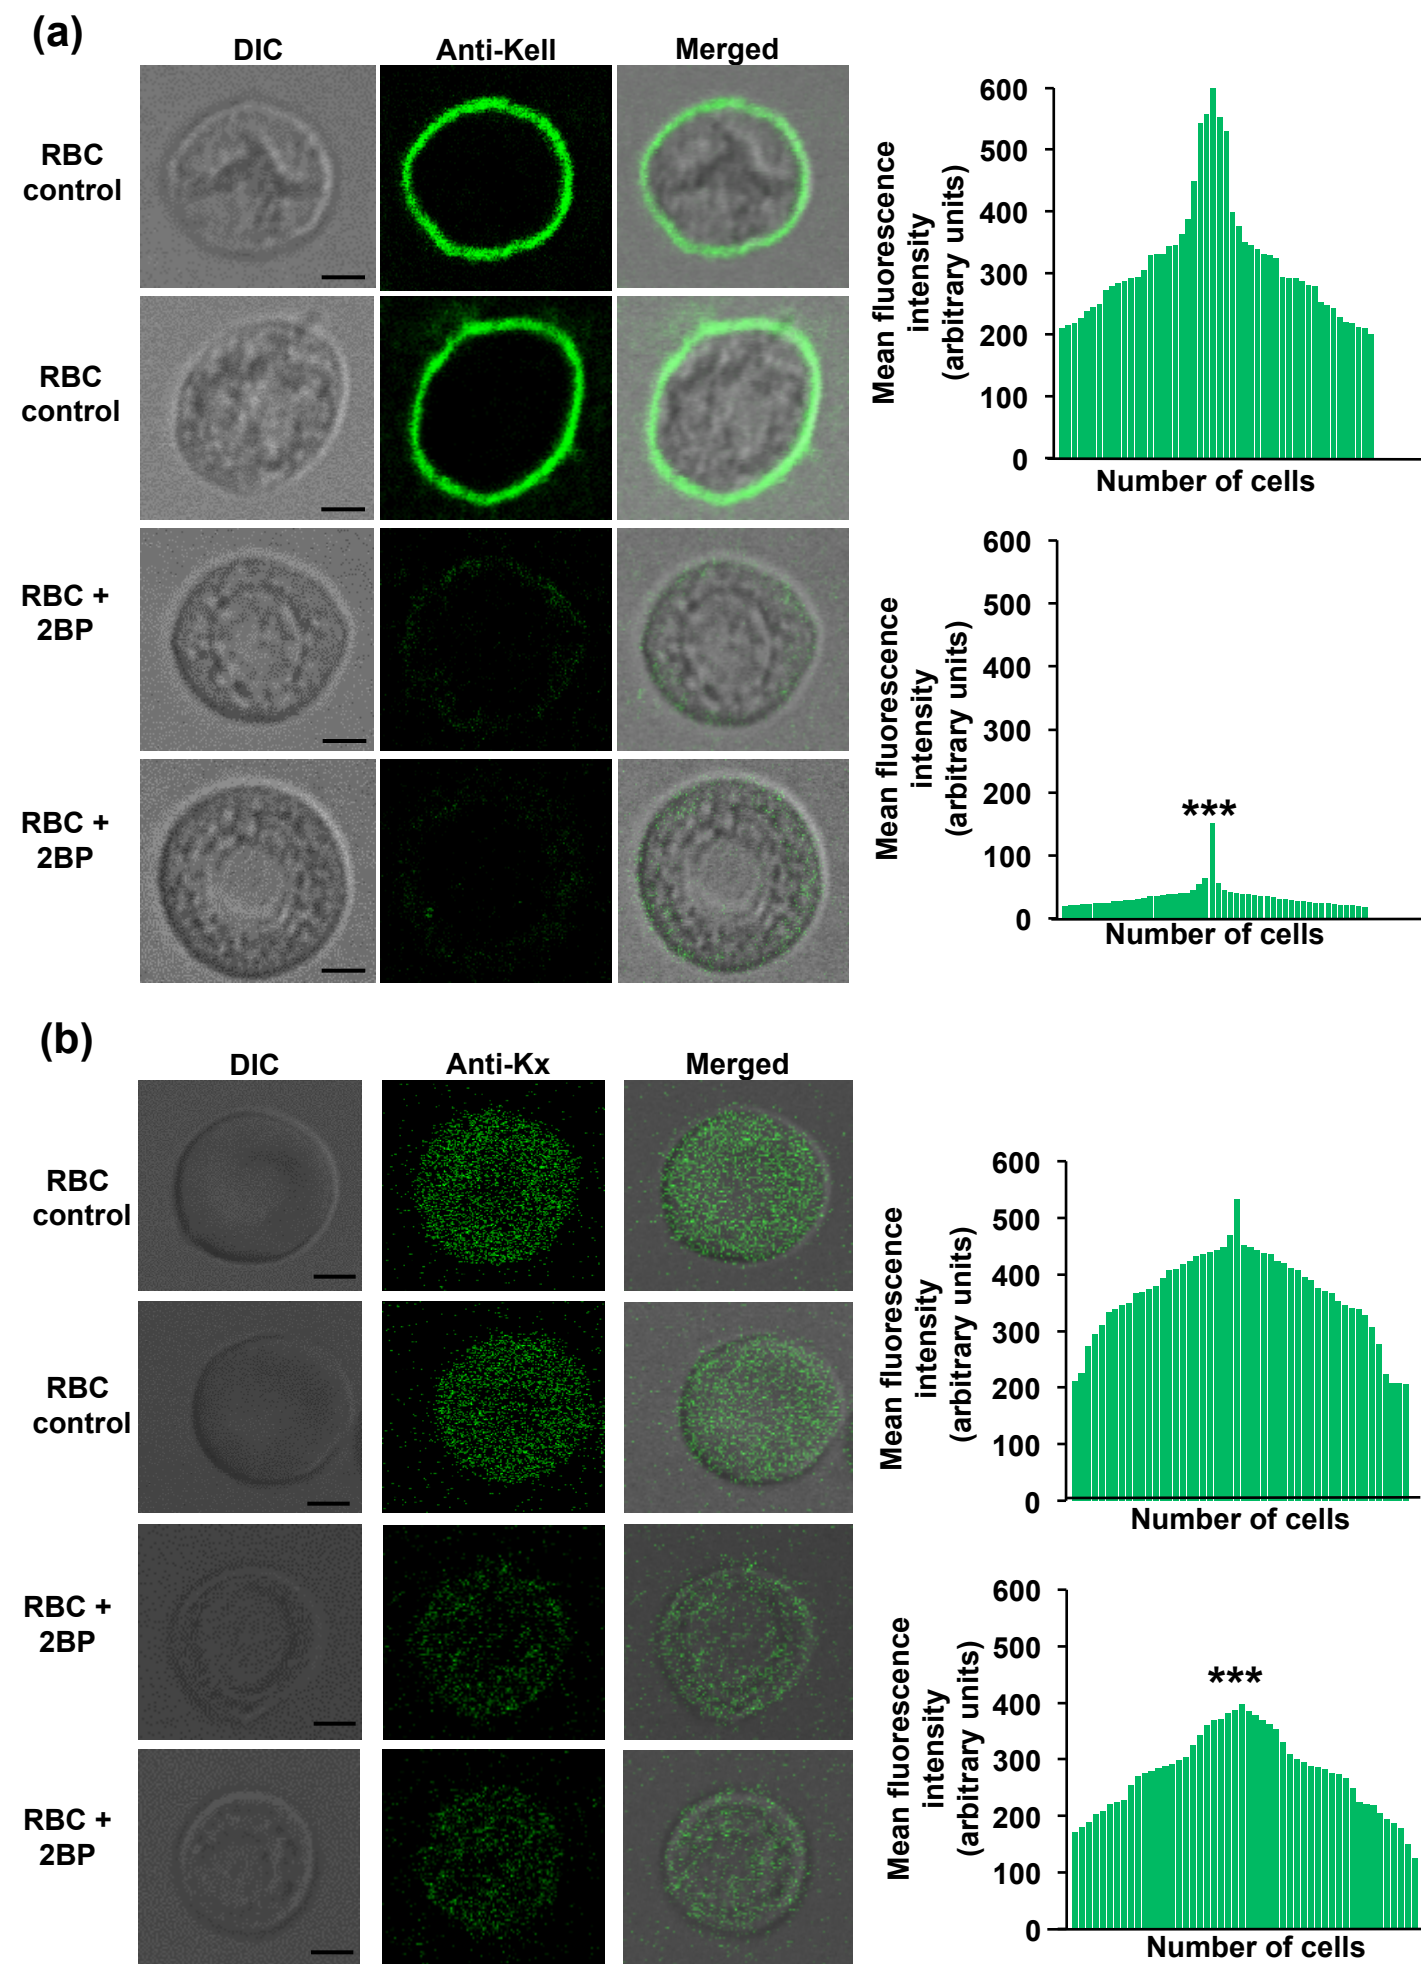 (a)
DIC
Anti-Kell
Merged
RBC
control
RBC
control
RBC +
2BP
RBC +
2BP
Mean fluorescence
intensity
(arbitrary units)
600
500
400
300
200
100
0
Number of cells
Mean fluorescence
intensity
(arbitrary units)
600
500
400
300
200
100
0
***
Number of cells
(b)
DIC
Anti-Kx
Merged
RBC
control
RBC
control
RBC +
2BP
RBC +
2BP
Mean fluorescence
intensity
(arbitrary units)
600
500
400
300
200
100
0
Number of cells
Mean fluorescence
intensity
(arbitrary units)
600
500
400
300
200
100
0
***
Number of cells